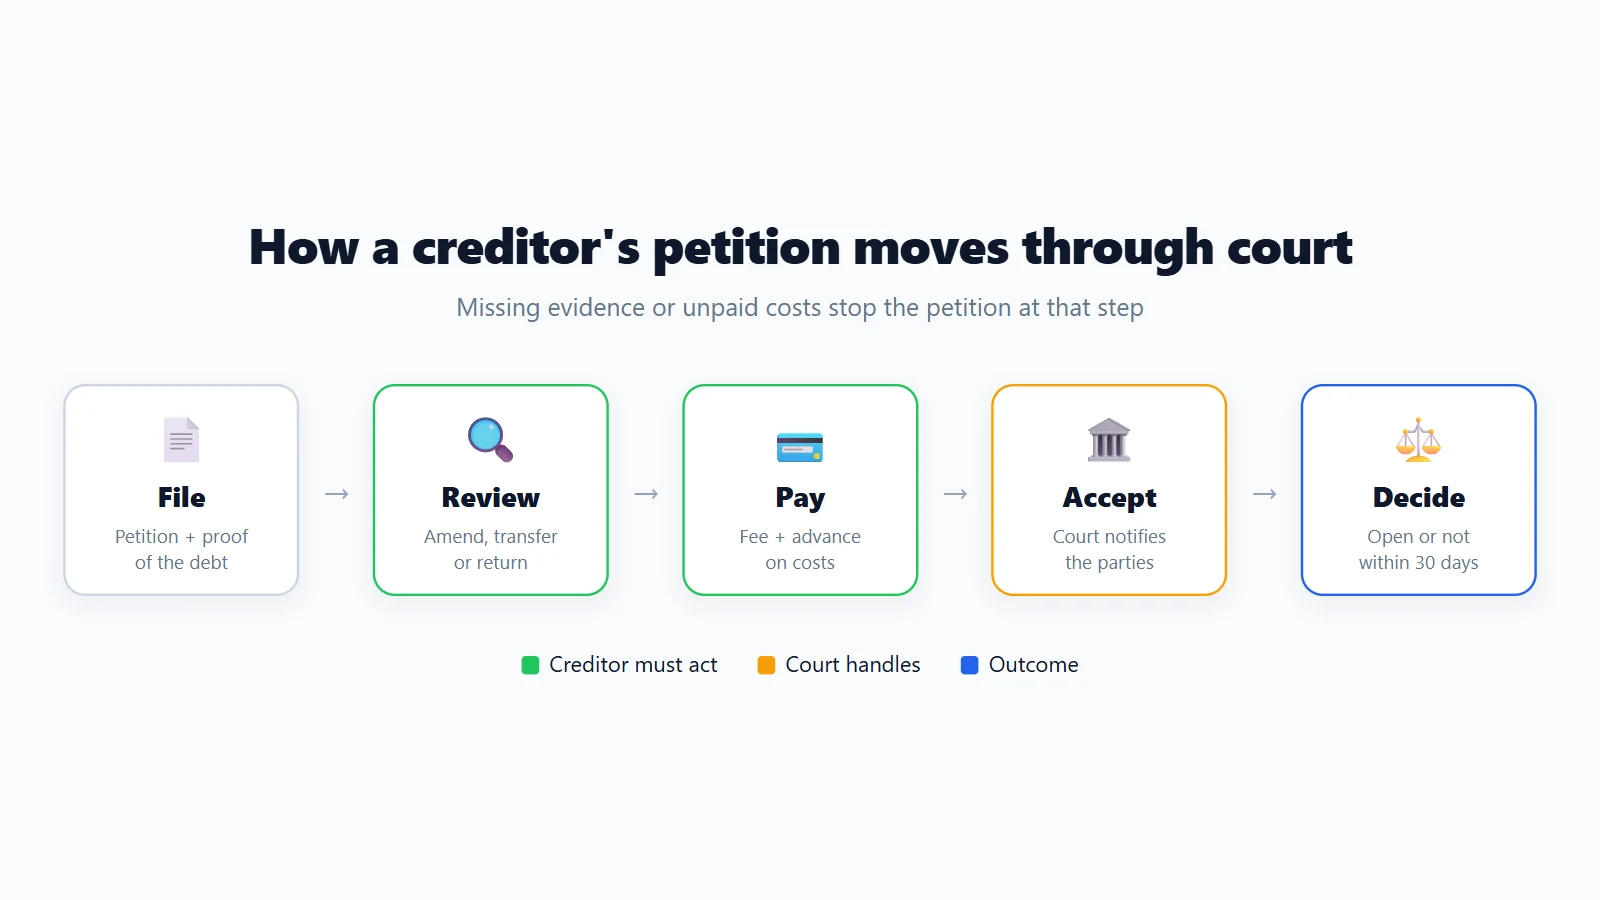 How a creditor's petition moves through court
Missing evidence or unpaid costs stop the petition at that step
File
Petition + proof
of the debt
→
Review
Amend, transfer
or return
→
Pay
Fee + advance
on costs
→
Accept
Court notifies
the parties
→
Decide
Open or not
within 30 days
Creditor must act
Court handles
Outcome